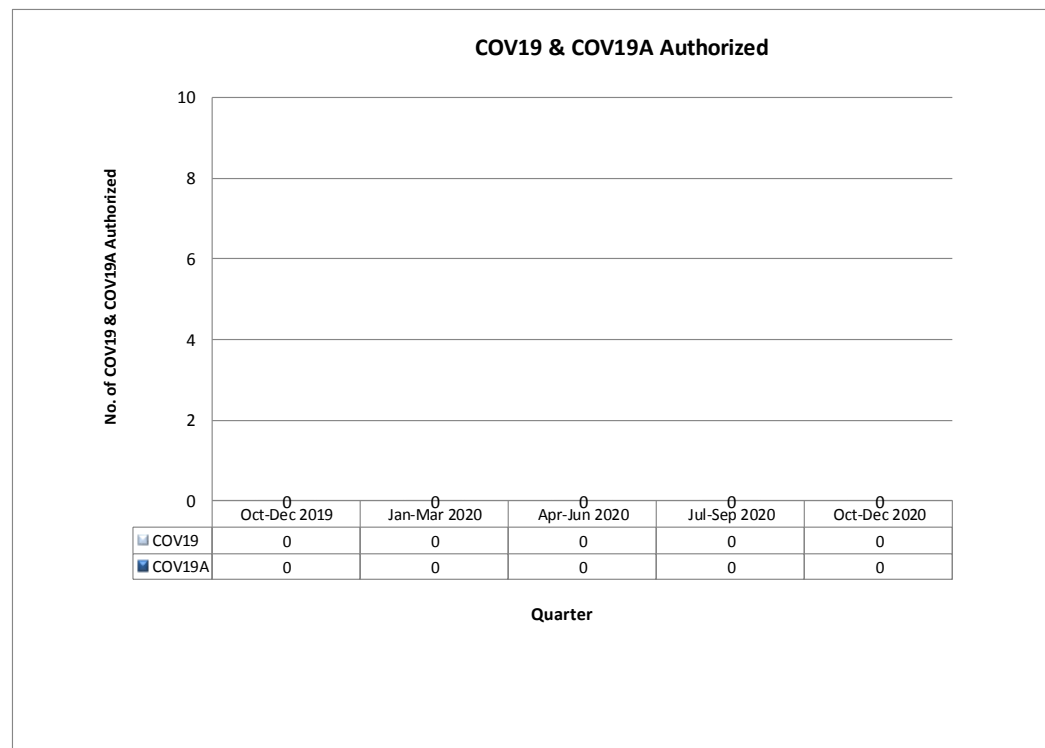 COV19 & COV19A Authorized
No. of COV19 & COV19A Authorized
10
8
6
4
2
0
0 0 0 0 0
Oct-Dec 2019 Jan-Mar 2020 Apr-Jun 2020 Jul-Sep 2020 Oct-Dec 2020
COV19 0 0 0 0 0
COV19A 0 0 0 0 0
Quarter